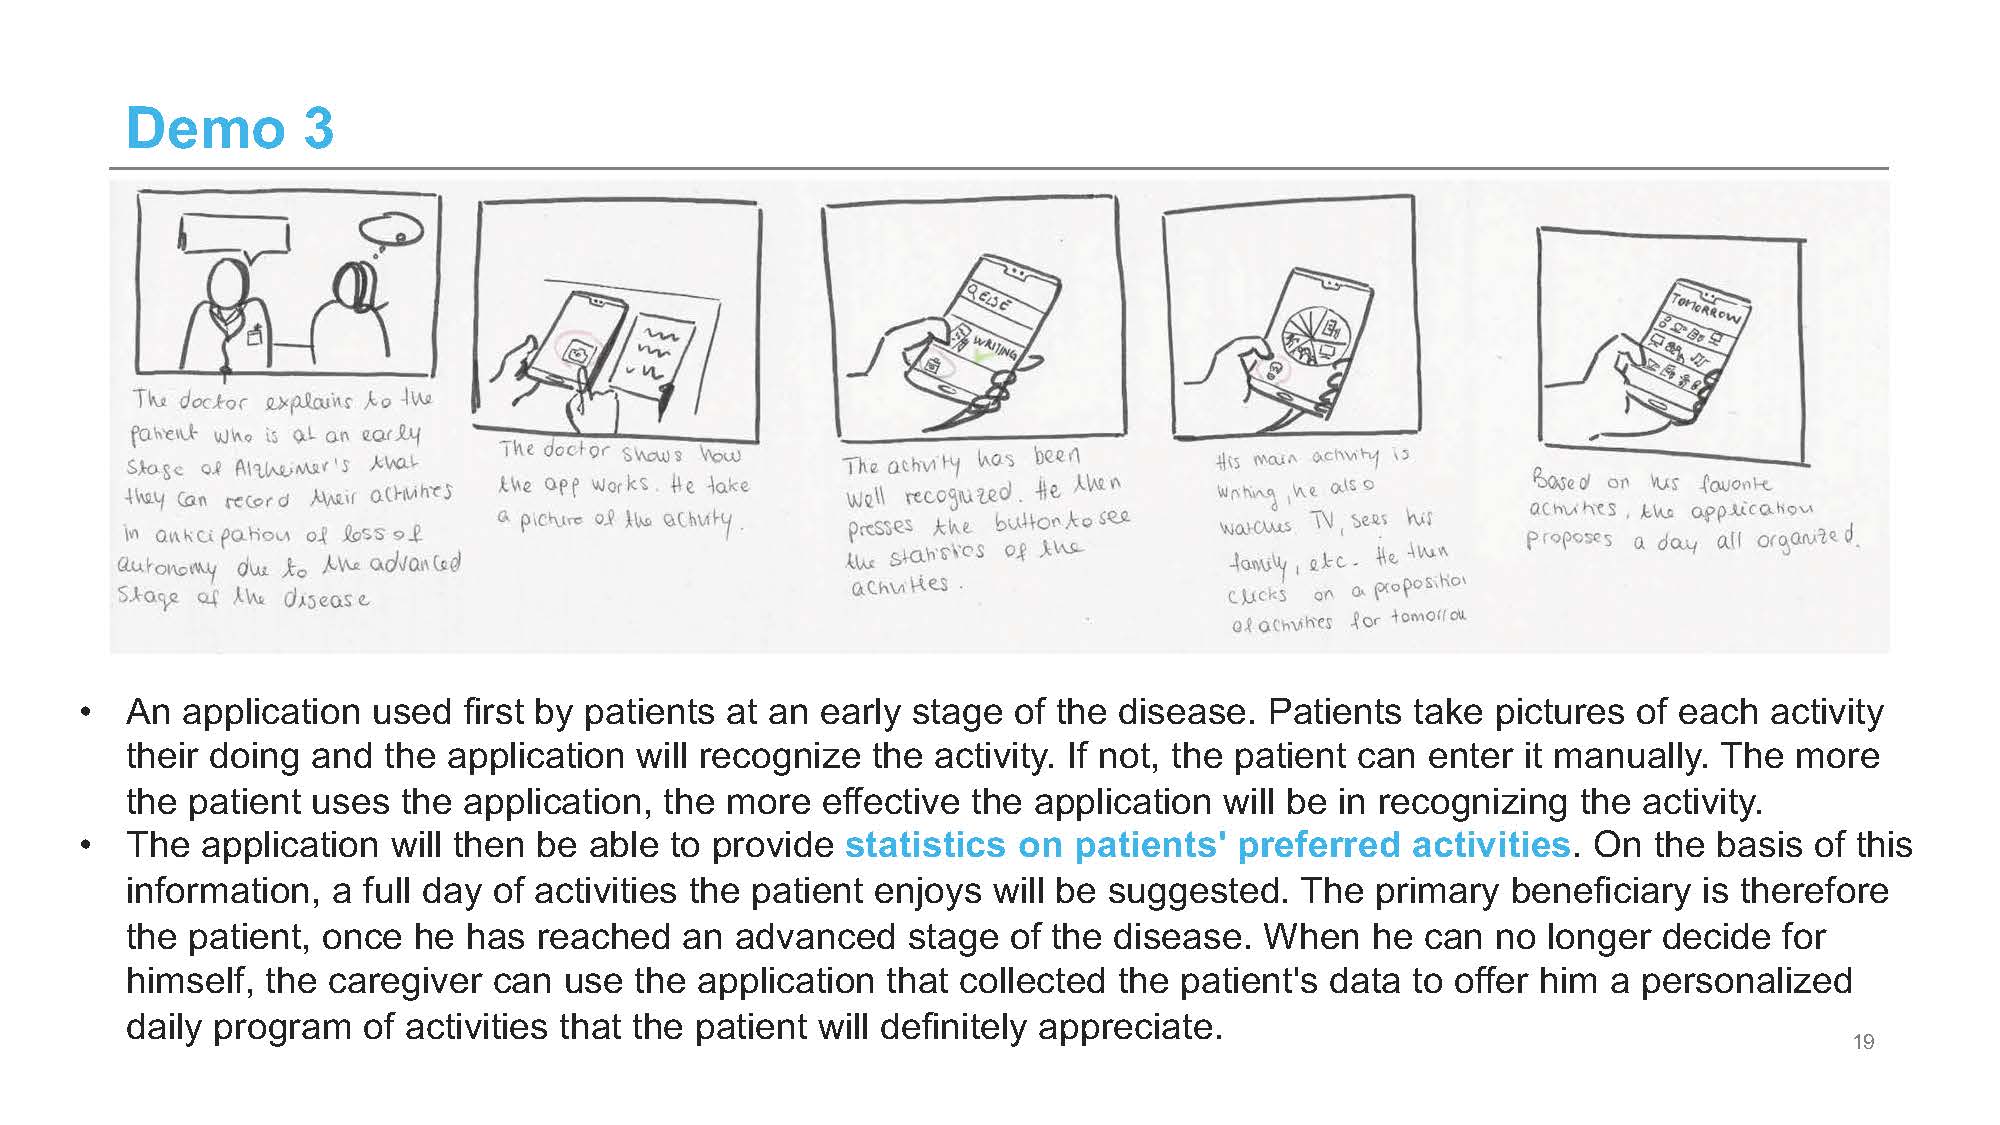 Demo 3
The doctor explains to the
patient who is at an early
stage of Alzheimer's that
they can record their activities
in anticipation of loss of
autonomy due to the advanced
stage of the disease
The doctor shows how
the app works. He take
a picture of the activity.
ELSE
WRITING
The activity has been
well recognized. He then
presses the button to see
the statistics of the
activities.
His main activity is
writing, he also
watches TV, sees his
family, etc. He then
clicks on a proposition
of activities for tomorrow
TOMORROW
Based on his favorite
activities, the application
proposes a day all organized.
• An application used first by patients at an early stage of the disease. Patients take pictures of each activity
their doing and the application will recognize the activity. If not, the patient can enter it manually. The more
the patient uses the application, the more effective the application will be in recognizing the activity.
• The application will then be able to provide statistics on patients' preferred activities. On the basis of this
information, a full day of activities the patient enjoys will be suggested. The primary beneficiary is therefore
the patient, once he has reached an advanced stage of the disease. When he can no longer decide for
himself, the caregiver can use the application that collected the patient's data to offer him a personalized
daily program of activities that the patient will definitely appreciate.
19